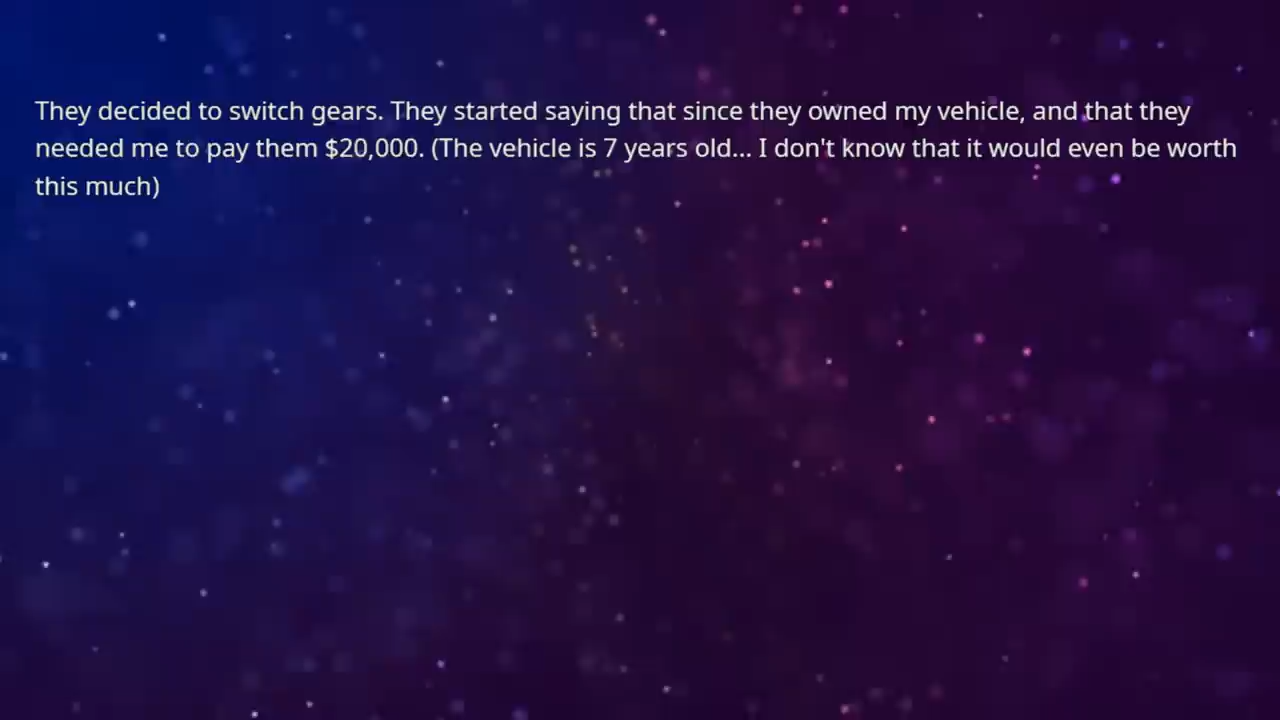 They decided to switch gears. They started saying that since they owned my vehicle, and that they
needed me to pay them $20,000. (The vehicle is 7 years old... I don't know that it would even be worth
this much)